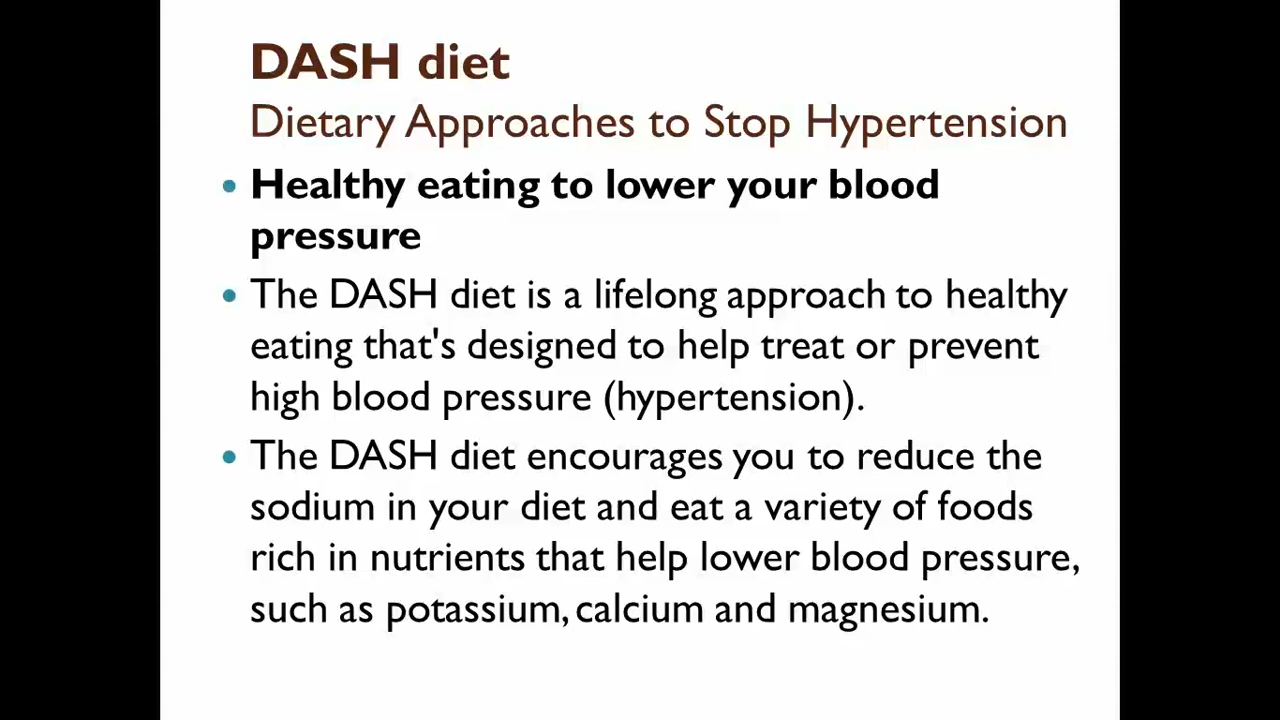 DASH diet
Dietary Approaches to Stop Hypertension
• Healthy eating to lower your blood
pressure
• The DASH diet is a lifelong approach to healthy
eating that's designed to help treat or prevent
high blood pressure (hypertension).
• The DASH diet encourages you to reduce the
sodium in your diet and eat a variety of foods
rich in nutrients that help lower blood pressure,
such as potassium, calcium and magnesium.